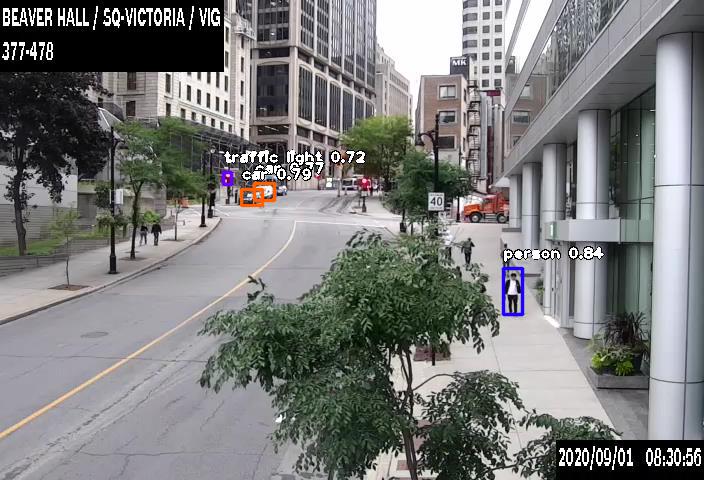 BEAVER HALL / SQ-VICTORIA / VIG
377-478
MK
traffic light 0.72
car 0.79
40
person 0.84
2020/09/01 08:30:56